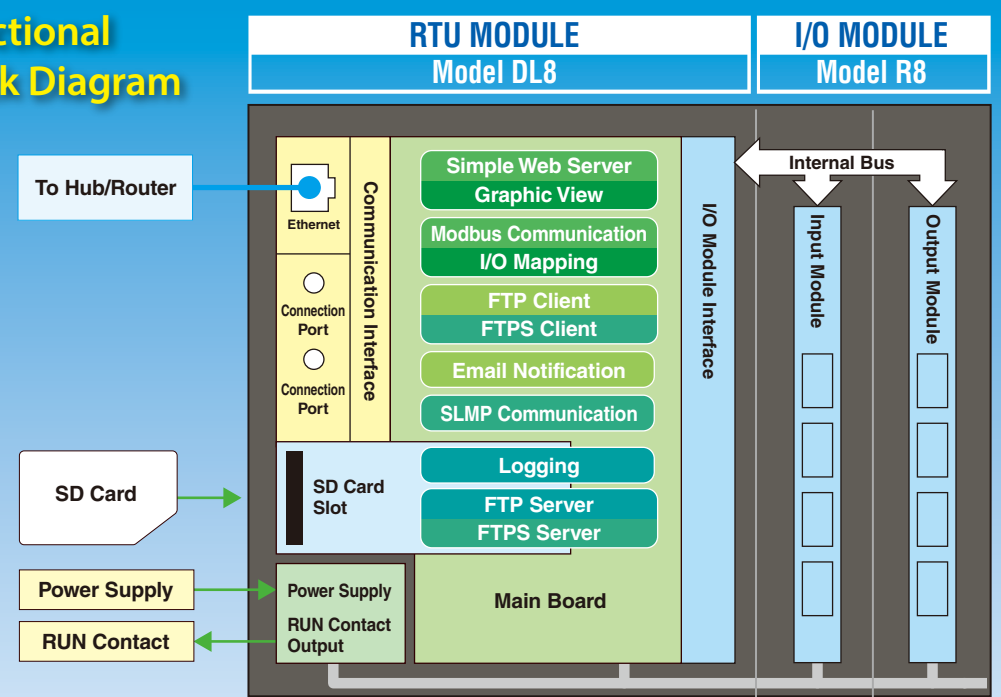 ctional
k Diagram
RTU MODULE
Model DL8
I/O MODULE
Model R8
To Hub/Router
Ethernet
Connection
Port
Connection
Port
Communication Interface
Simple Web Server
Graphic View
Modbus Communication
I/O Mapping
FTP Client
FTPS Client
Email Notification
SLMP Communication
Logging
FTP Server
FTPS Server
I/O Module Interface
Internal Bus
Input Module
Output Module
SD Card
SD Card
Slot
Power Supply
RUN Contact
Power Supply
RUN Contact
Output
Main Board